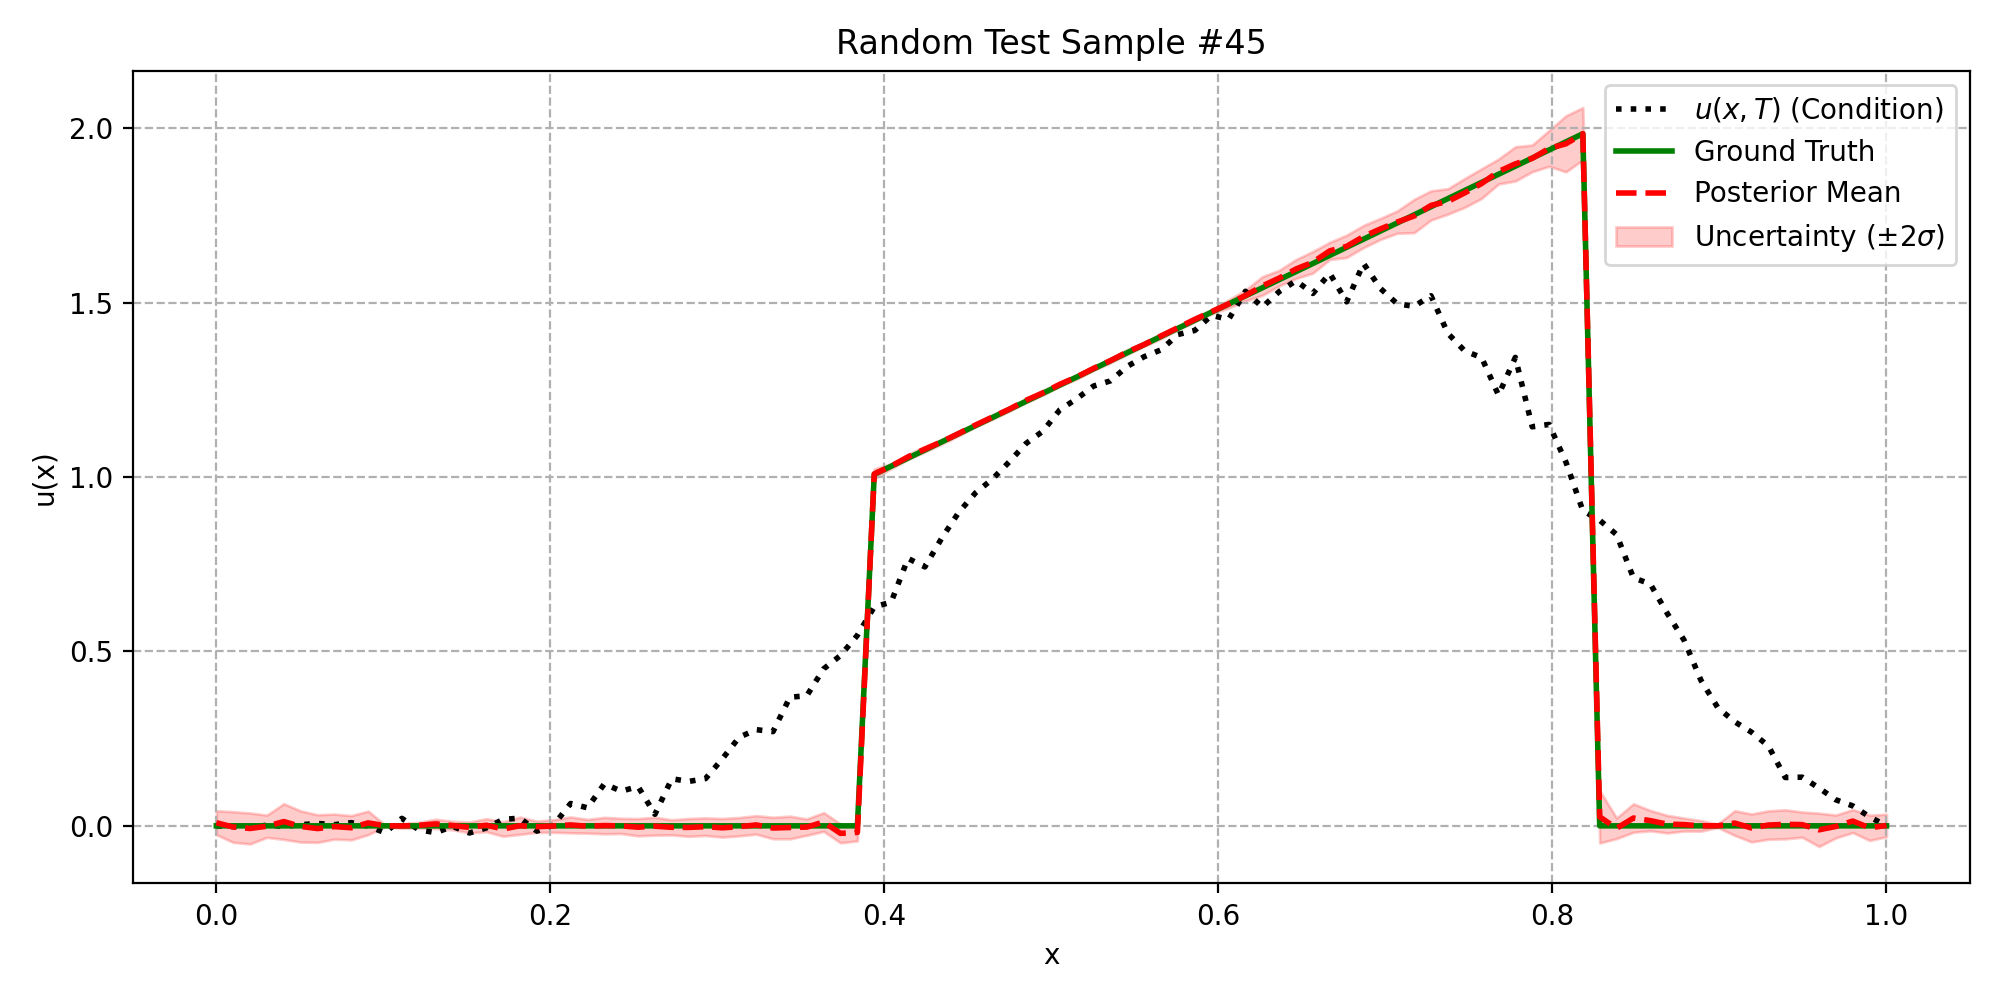 Random Test Sample #45
u(x)
2.0
1.5
1.0
0.5
0.0
u(x, T) (Condition)
Ground Truth
Posterior Mean
Uncertainty (±2σ)
0.0 0.2 0.4 0.6 0.8 1.0
x